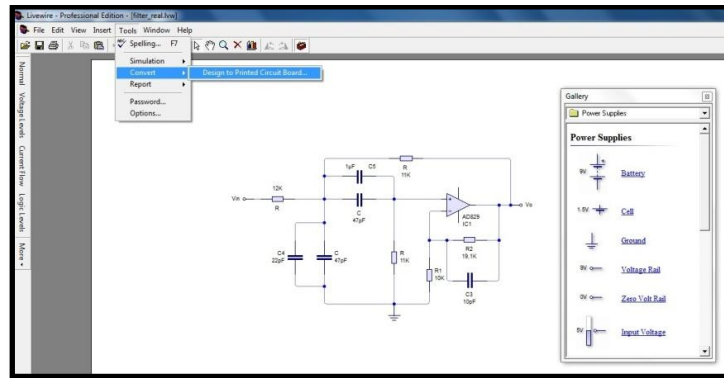 Livewire - Professional Edition - [filter_real.lvw]
File Edit View Insert Tools Window Help
Spelling... F7
Simulation
Convert
Design to Printed Circuit Board...
Report
Password...
Options...
Normal
Voltage Levels
Current Flow
Logic Levels
More
Gallery
Power Supplies
Power Supplies
9V Battery
1.5V Cell
Ground
9V Voltage Rail
0V Zero Volt Rail
5V Input Voltage
1µF C5
R
11K
12K
Vin
R
C
47pF
AD829
IC1
Vo
C4
22pF
C
47pF
R
11K
R1
10K
R2
19,1K
C3
10pF